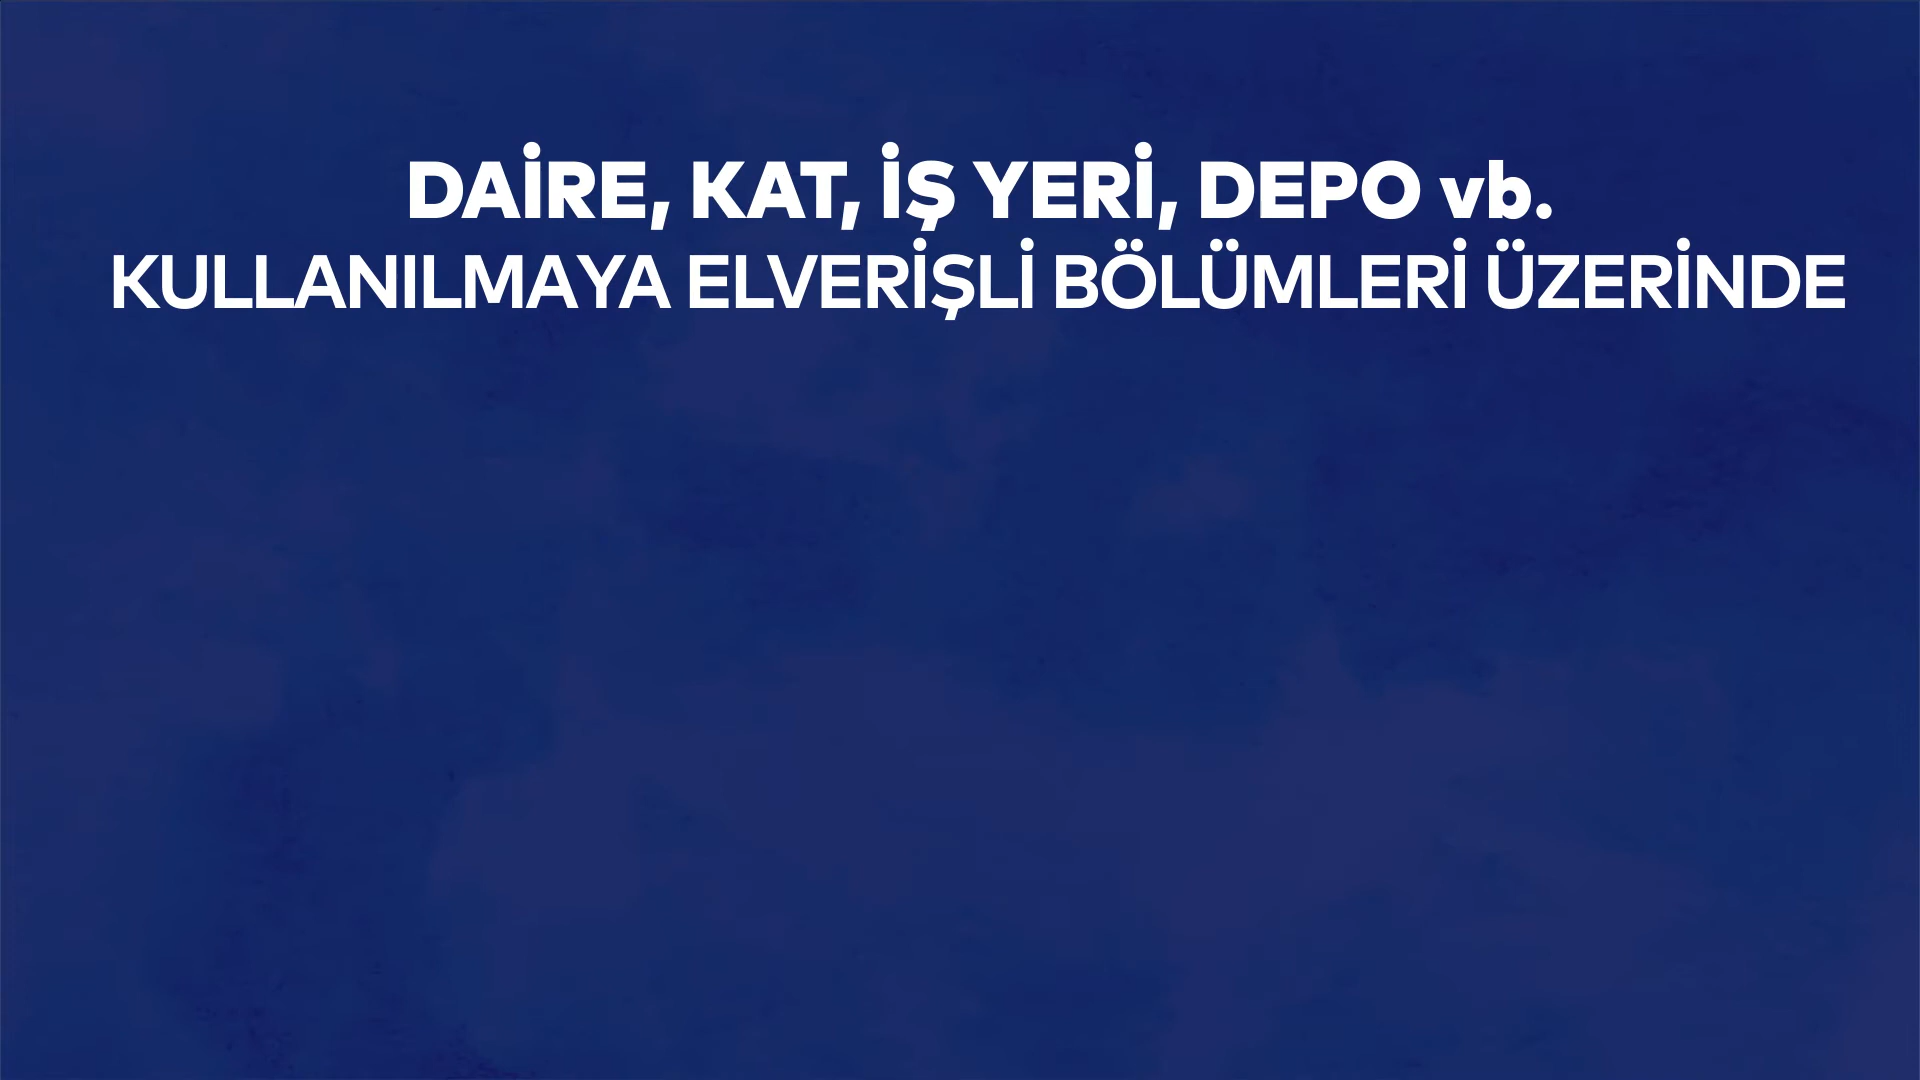 DAİRE, KAT, İŞ YERİ, DEPO vb.
KULLANILMAYA ELVERİŞLİ BÖLÜMLERİ ÜZERİNDE